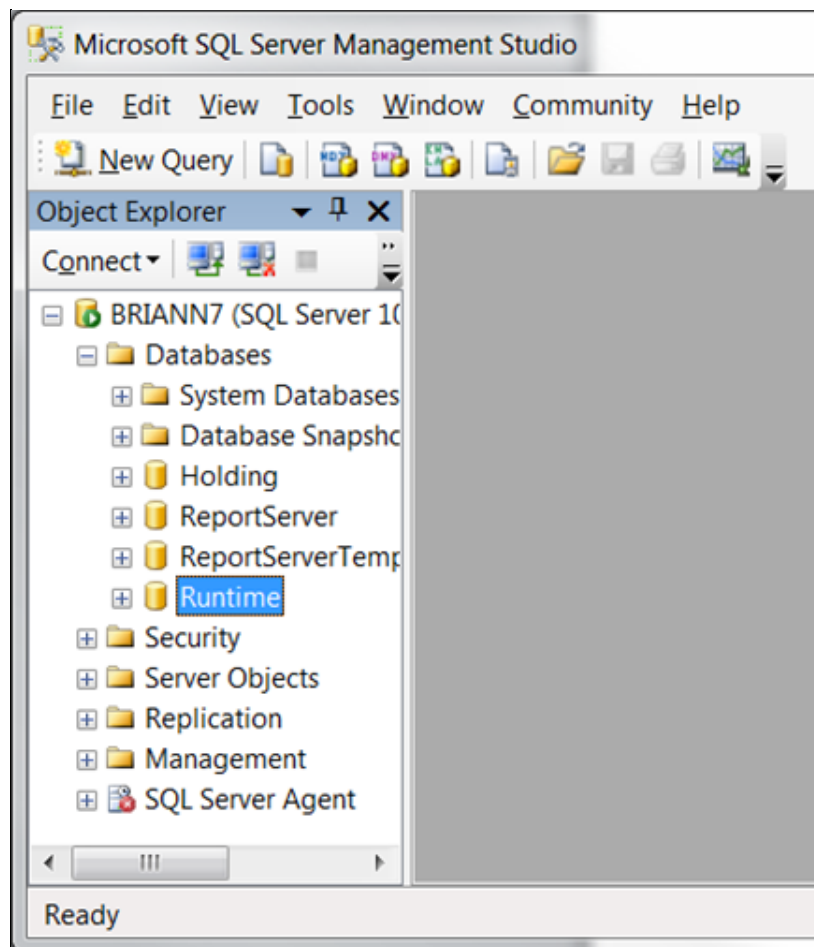 Microsoft SQL Server Management Studio
File Edit View Tools Window Community Help
New Query
Object Explorer
Connect
BRIANN7 (SQL Server 10
Databases
System Databases
Database Snapsho
Holding
ReportServer
ReportServerTemp
Runtime
Security
Server Objects
Replication
Management
SQL Server Agent
Ready